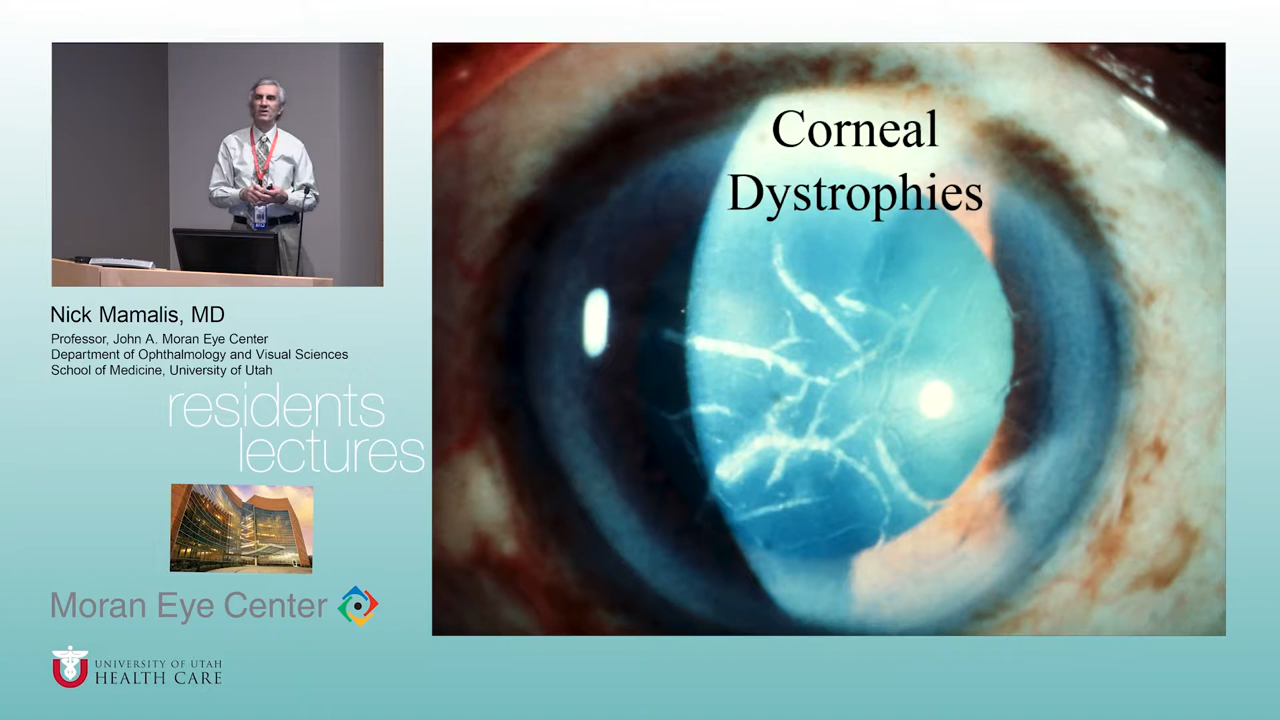 Corneal
Dystrophies
Nick Mamalis, MD
Professor, John A. Moran Eye Center
Department of Ophthalmology and Visual Sciences
School of Medicine, University of Utah
residents
lectures
Moran Eye Center
UNIVERSITY OF UTAH
HEALTH CARE